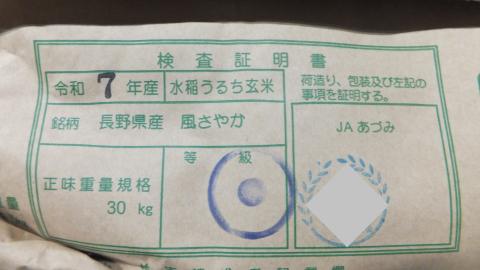 検査証明書
令和 7 年産 水稲うるち玄米
荷造り、包装及び左記の
事項を証明する。
銘柄 長野県産 風さやか
JA あづみ
等級
正味重量規格
30 kg
量